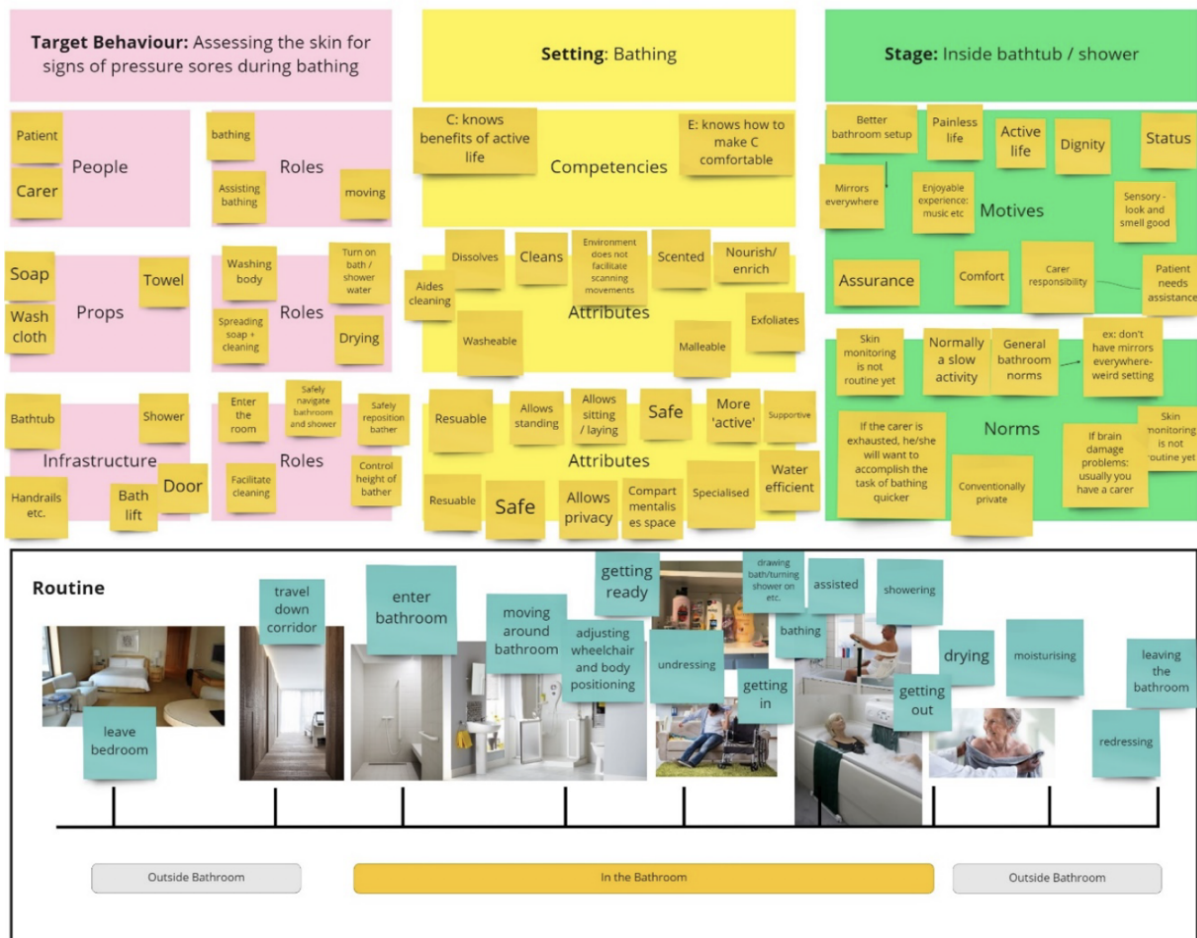 Target Behaviour: Assessing the skin for
signs of pressure sores during bathing
Setting: Bathing
Stage: Inside bathtub / shower
Patient
Carer
People
bathing
Assisting
bathing
moving
Roles
C: knows
benefits of active
life
E: knows how to
make C
comfortable
Competencies
Better
bathroom setup
Painless
life
Active
life
Dignity
Status
Mirrors
everywhere
Enjoyable
experience:
music etc
Sensory -
look and
smell good
Motives
Assurance
Comfort
Carer
responsibility
Patient
needs
assistance
Soap
Towel
Wash
cloth
Props
Washing
body
Turn on
bath /
shower
water
Spreading
soap +
cleaning
Drying
Roles
Dissolves
Cleans
Environment
does not
facilitate
scanning
movements
Scented
Nourish/
enrich
Aides
cleaning
Attributes
Exfoliates
Washeable
Malleable
Skin
monitoring
is not
routine yet
Normally
a slow
activity
General
bathroom
norms
ex: don't
have mirrors
everywhere-
weird setting
Norms
If the carer is
exhausted, he/she
will want to
accomplish the
task of bathing
quicker
Conventionally
private
If brain
damage
problems:
usually you
have a carer
Skin
monitoring
is not
routine yet
Bathtub
Shower
Infrastructure
Handrails
etc.
Bath
lift
Door
Enter
the
room
Safely
navigate
bathroom
and shower
Safely
reposition
bather
Roles
Facilitate
cleaning
Control
height of
bather
Resuable
Allows
standing
Allows
sitting
/ laying
Safe
More
'active'
Supportive
Attributes
Resuable
Safe
Allows
privacy
Compart
mentalis
es space
Specialised
Water
efficient
Routine
leave
bedroom
travel
down
corridor
enter
bathroom
moving
around
bathroom
getting
ready
adjusting
wheelchair
and body
positioning
undressing
getting
in
drawing
bath/turning
shower on
etc.
bathing
assisted
showering
getting
out
drying
moisturising
redressing
leaving
the
bathroom
Outside Bathroom
In the Bathroom
Outside Bathroom